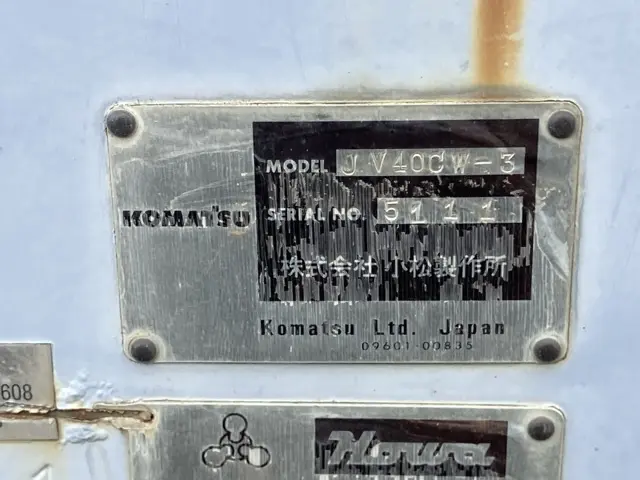 MODEL JV40CW-3
KOMATSU
SERIAL NO. 5111
株式会社 小松製作所
Komatsu Ltd. Japan
09601-00835
608
Howa